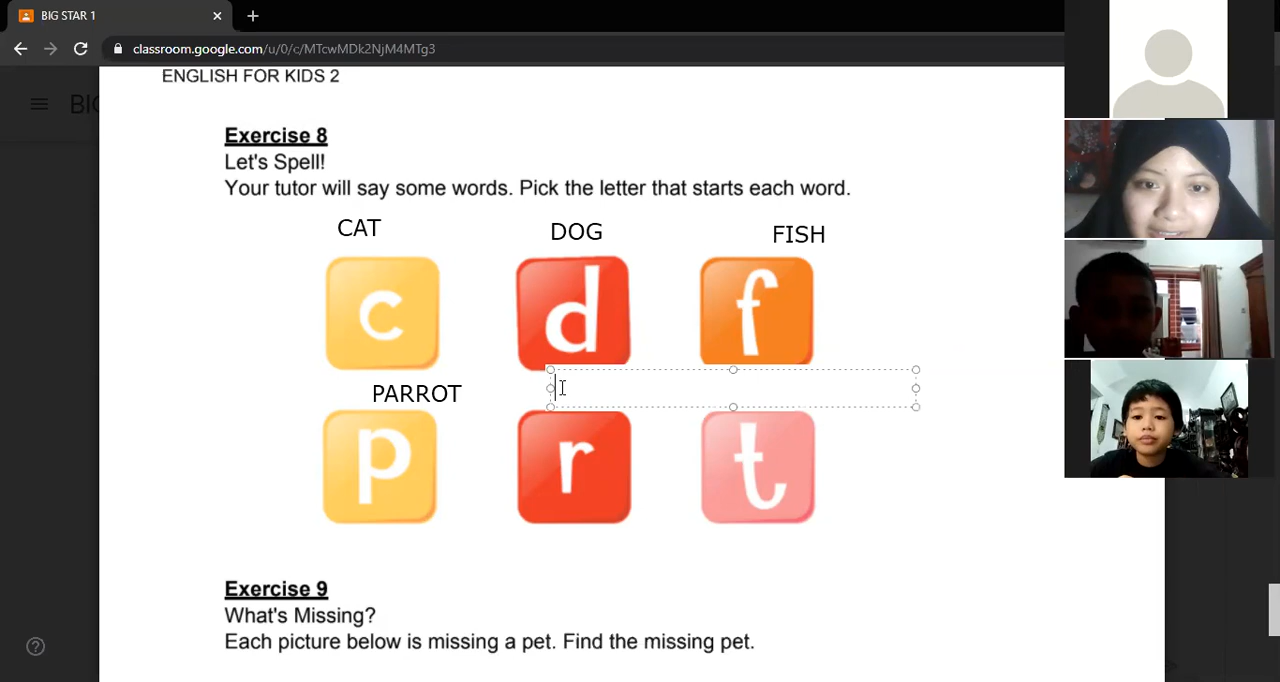 BIG STAR 1
classroom.google.com/u/0/c/MTcwMDk2NjM4MTg3
BIG
ENGLISH FOR KIDS 2
Exercise 8
Let's Spell!
Your tutor will say some words. Pick the letter that starts each word.
CAT DOG FISH
c d f
PARROT
p r t
Exercise 9
What's Missing?
Each picture below is missing a pet. Find the missing pet.